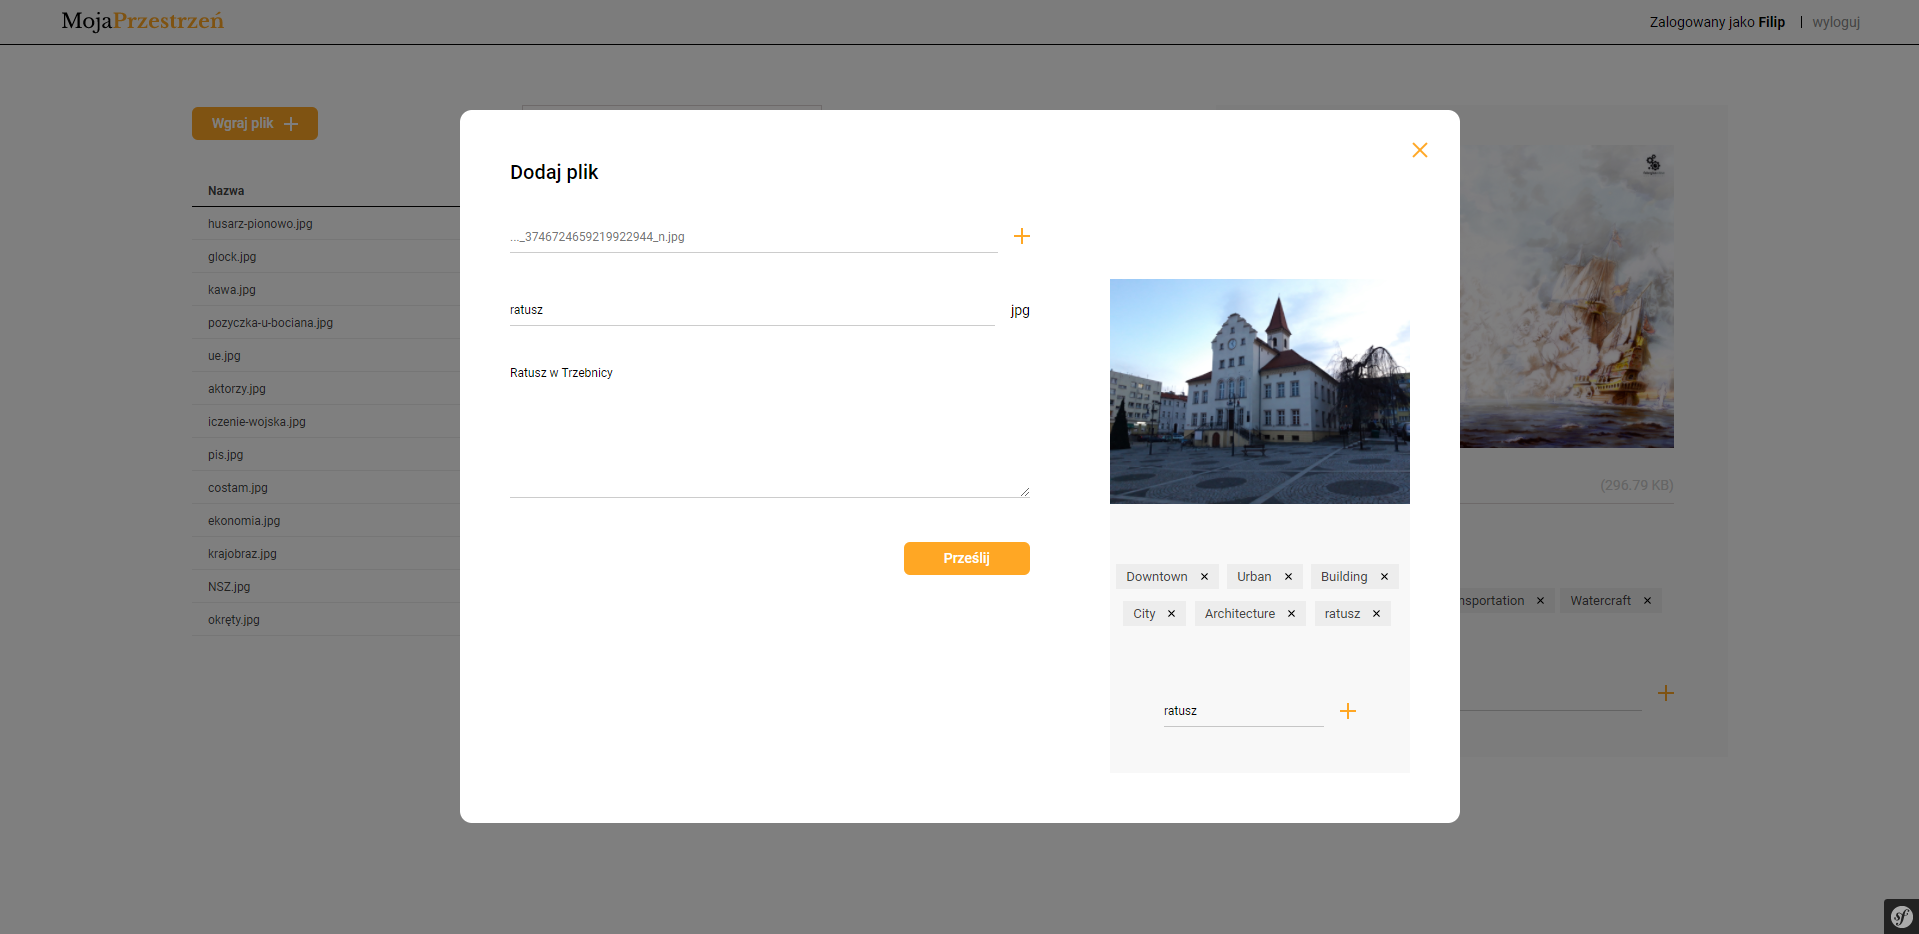 MojaPrzestrzeń
Zalogowany jako Filip | wyloguj
Wgraj plik
Nazwa
husarz-pionowo.jpg
glock.jpg
kawa.jpg
pozyczka-u-bociana.jpg
ue.jpg
aktorzy.jpg
iczenie-wojska.jpg
pis.jpg
costam.jpg
ekonomia.jpg
krajobraz.jpg
NSZ.jpg
okręty.jpg
Dodaj plik
..._3746724659219922944_n.jpg
ratusz
jpg
Ratusz w Trzebnicy
Prześlij
Downtown × Urban × Building ×
City × Architecture × ratusz ×
ratusz
(296.79 KB)
nsportation × Watercraft ×
sf